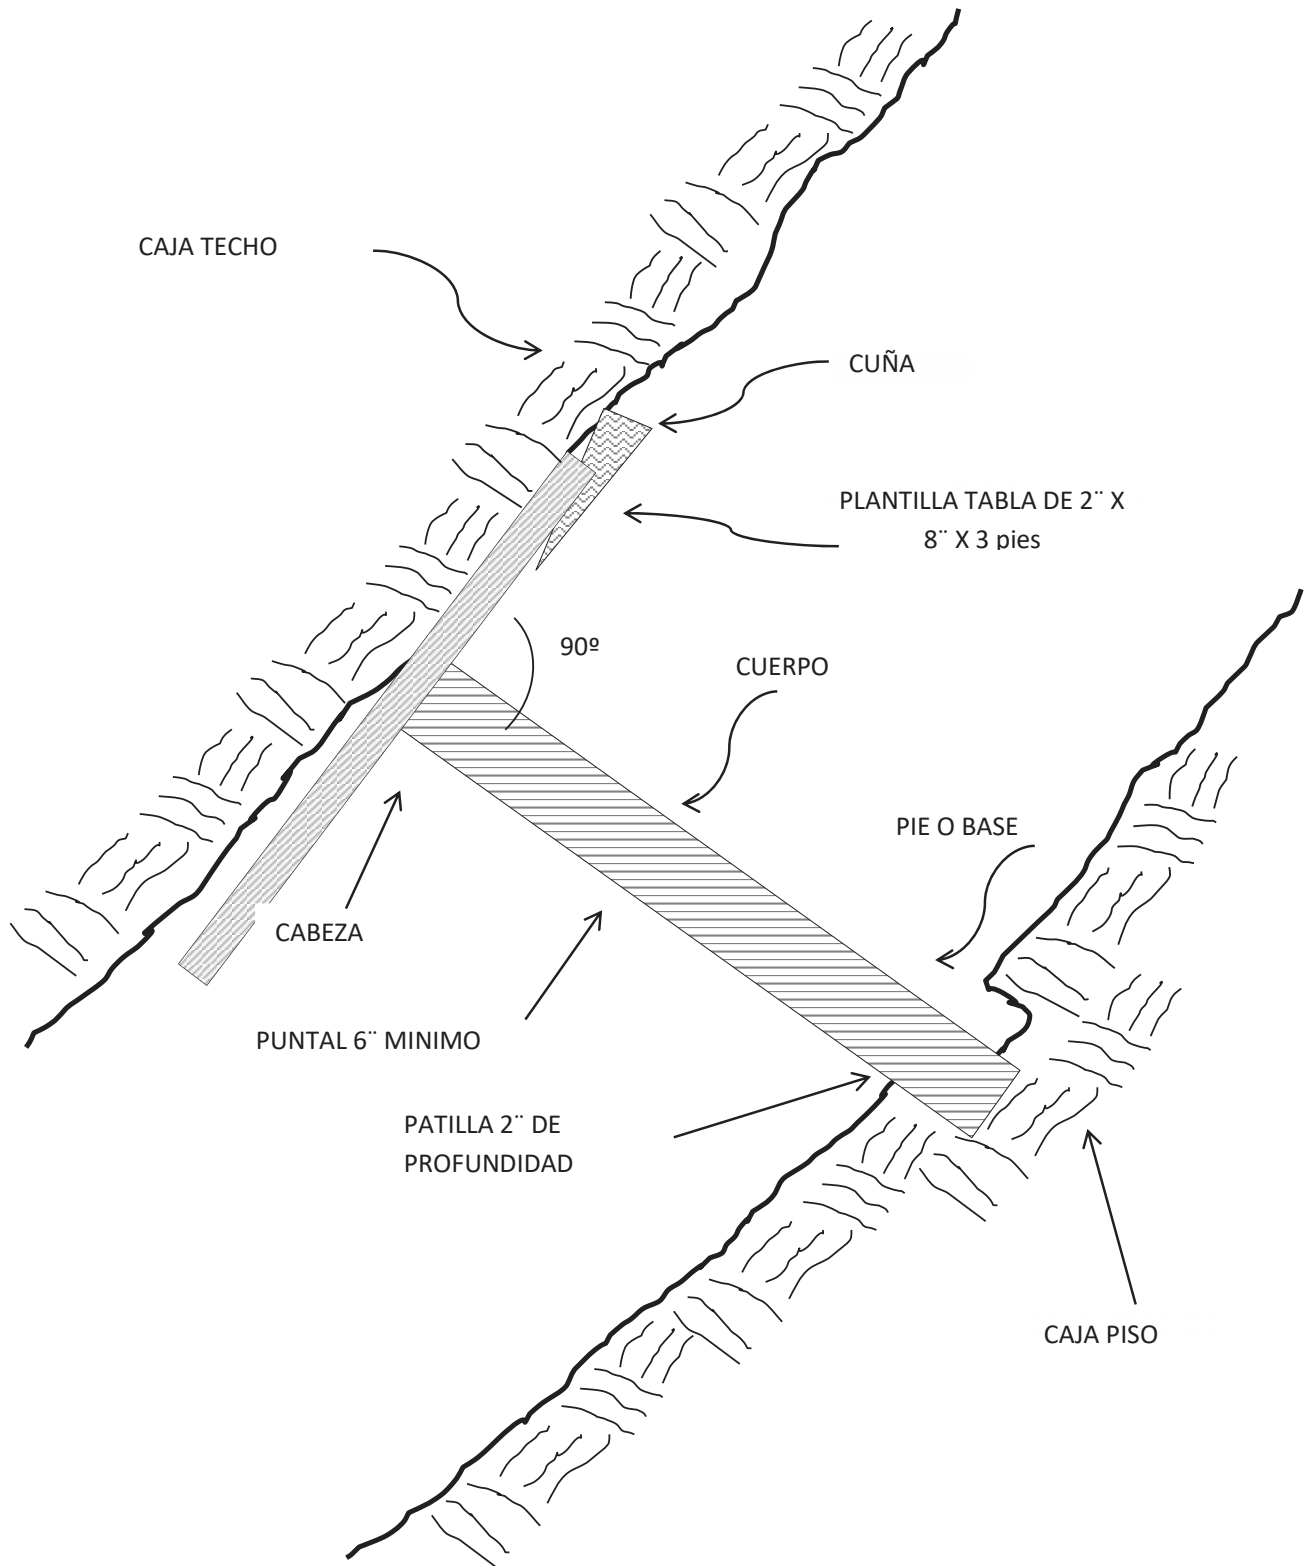 CAJA TECHO
CUÑA
PLANTILLA TABLA DE 2¨ X
8¨ X 3 pies
90º
CUERPO
PIE O BASE
CABEZA
PUNTAL 6¨ MINIMO
PATILLA 2¨ DE
PROFUNDIDAD
CAJA PISO